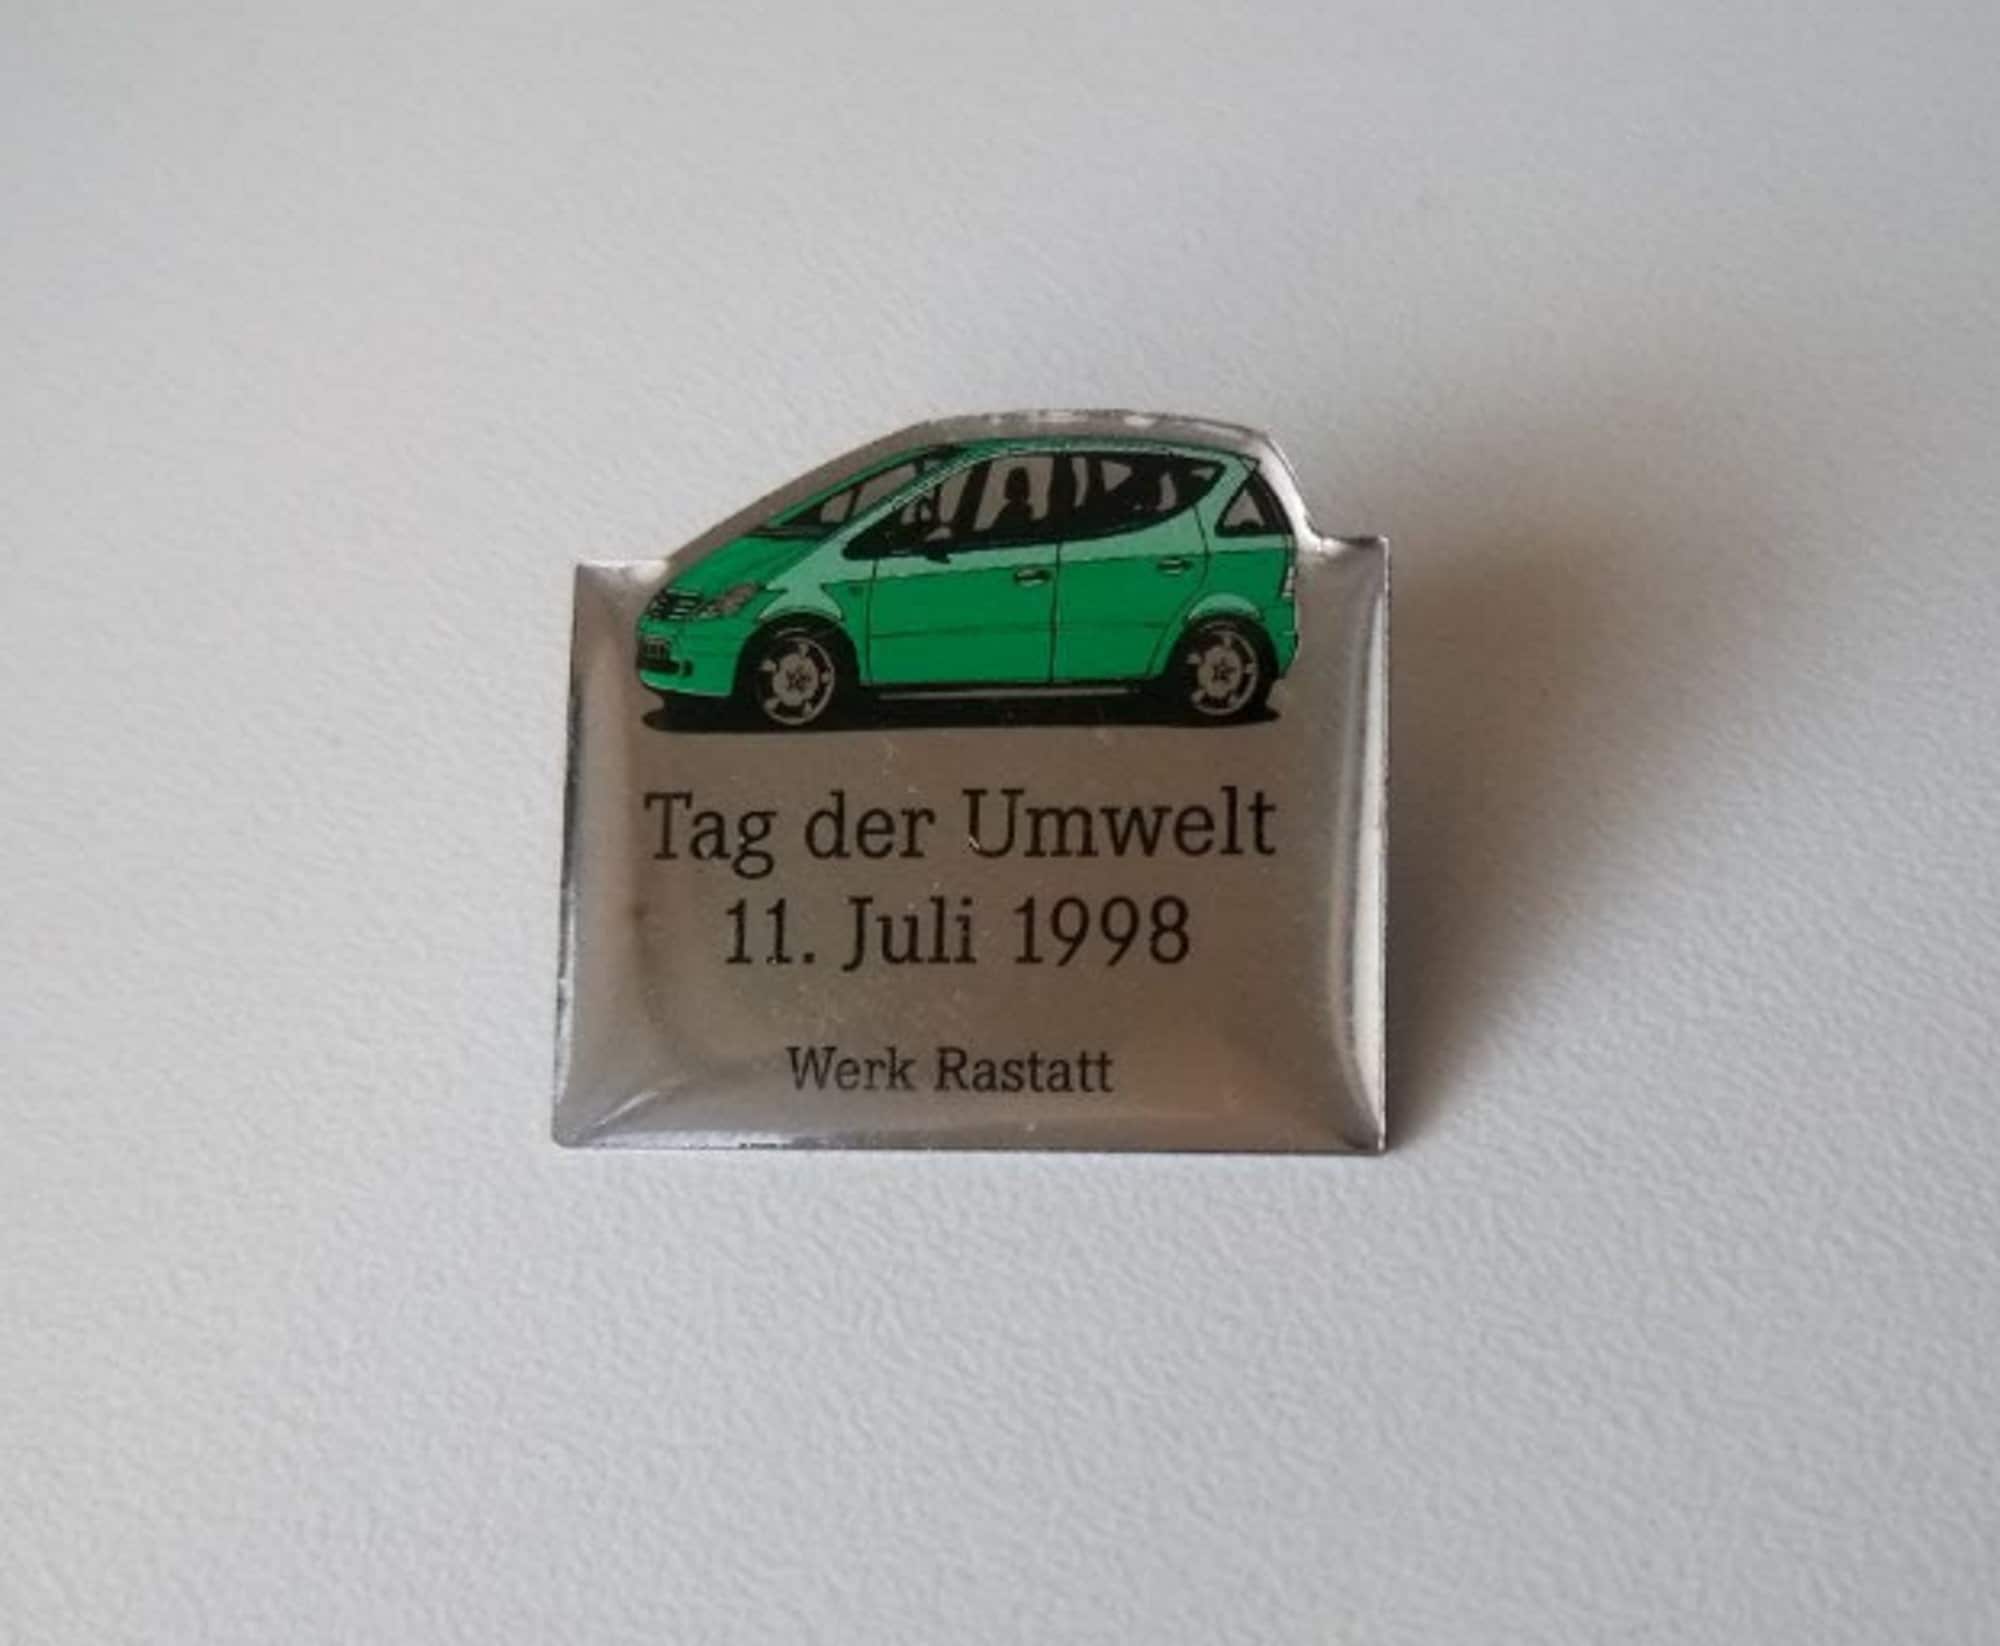 Tag der Umwelt
11. Juli 1998
Werk Rastatt